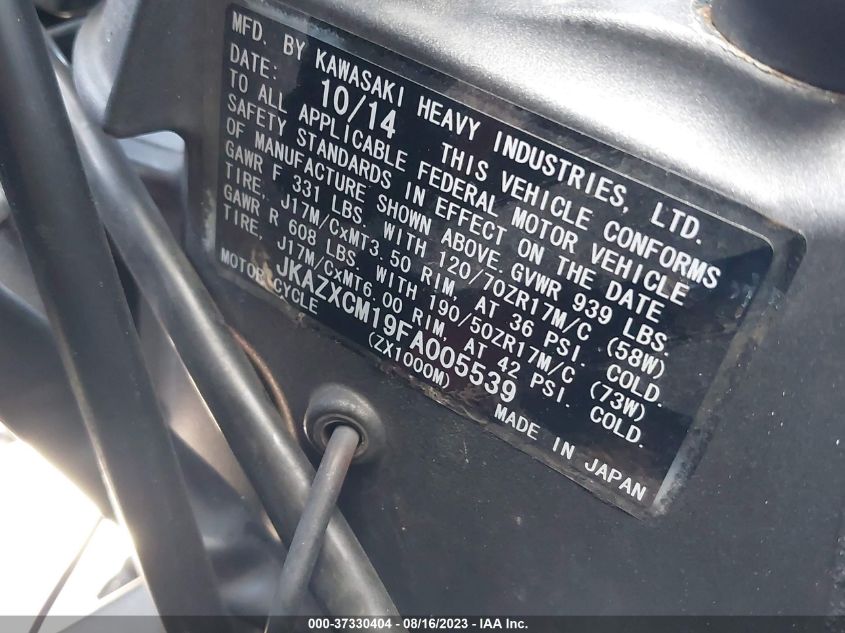 MFD. BY KAWASAKI HEAVY INDUSTRIES, LTD.
DATE: 10/14 THIS VEHICLE CONFORMS
TO ALL APPLICABLE FEDERAL MOTOR VEHICLE
SAFETY STANDARDS IN EFFECT ON THE DATE
OF MANUFACTURE SHOWN ABOVE. GVWR 939 LBS.
GAWR F 331 LBS. WITH 120/70ZR17M/C (58W)
TIRE, J17M/CxMT3.50 RIM, AT 36 PSI. COLD.
GAWR R 608 LBS. WITH 190/50ZR17M/C (73W)
TIRE, J17M/CxMT6.00 RIM, AT 42 PSI. COLD.
JKAZXCM19FA005539
MOTORCYCLE (ZX1000M) MADE IN JAPAN
000-37330404 - 08/16/2023 - IAA Inc.